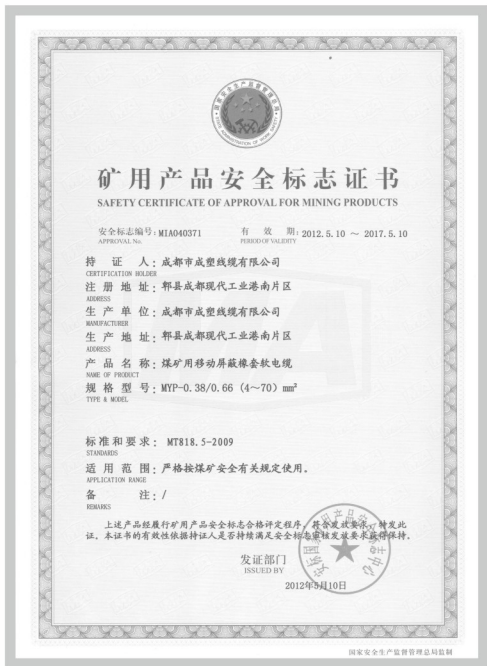 矿用产品安全标志证书
SAFETY CERTIFICATE OF APPROVAL FOR MINING PRODUCTS
安全标志编号:MIA040371 有效期:2012.5.10 ～ 2017.5.10
APPROVAL No. PERIOD OF VALIDITY
持证人:成都市成塑线缆有限公司
CERTIFICATION HOLDER
注册地址:郫县成都现代工业港南片区
ADDRESS
生产单位:成都市成塑线缆有限公司
MANUFACTURER
生产地址:郫县成都现代工业港南片区
ADDRESS
产品名称:煤矿用移动屏蔽橡套软电缆
NAME OF PRODUCT
规格型号:MYP-0.38/0.66 (4～70) mm²
TYPE & MODEL
标准和要求: MT818.5-2009
STANDARDS
适用范围:严格按煤矿安全有关规定使用。
APPLICATION RANGE
备注:/
REMARKS
上述产品经履行矿用产品安全标志合格评定程序,符合发放要求,特发此
证。本证书的有效性依据持证人是否持续满足安全标志审核发放要求获得保持。
发证部门
ISSUED BY
2012年5月10日
国家安全生产监督管理总局监制